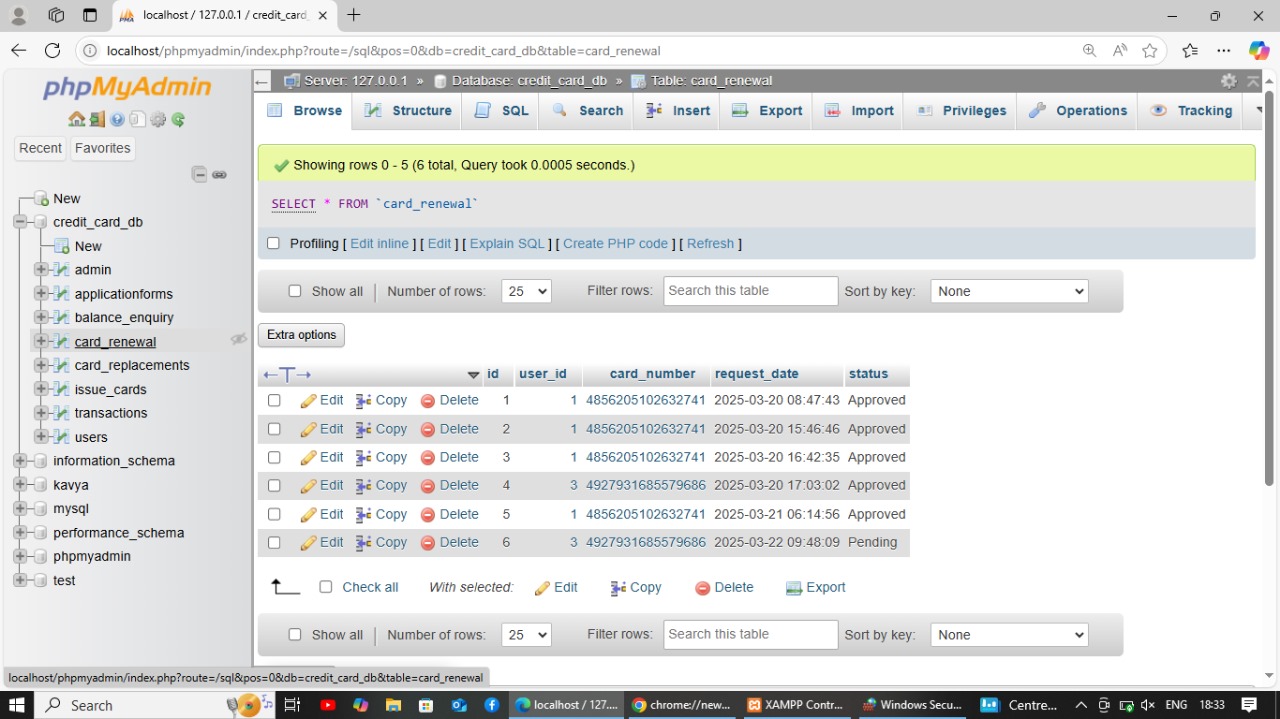 localhost / 127.0.0.1 / credit_card_
localhost/phpmyadmin/index.php?route=/sql&pos=0&db=credit_card_db&table=card_renewal
phpMyAdmin
Recent Favorites
New
credit_card_db
New
admin
applicationforms
balance_enquiry
card_renewal
card_replacements
issue_cards
transactions
users
information_schema
kavya
mysql
performance_schema
phpmyadmin
test
Server: 127.0.0.1 » Database: credit_card_db » Table: card_renewal
Browse Structure SQL Search Insert Export Import Privileges Operations Tracking
Showing rows 0 - 5 (6 total, Query took 0.0005 seconds.)
SELECT * FROM `card_renewal`
Profiling [ Edit inline ] [ Edit ] [ Explain SQL ] [ Create PHP code ] [ Refresh ]
Show all | Number of rows: 25 Filter rows: Search this table Sort by key: None
Extra options
←T→ id user_id card_number request_date status
Edit Copy Delete 1 1 4856205102632741 2025-03-20 08:47:43 Approved
Edit Copy Delete 2 1 4856205102632741 2025-03-20 15:46:46 Approved
Edit Copy Delete 3 1 4856205102632741 2025-03-20 16:42:35 Approved
Edit Copy Delete 4 3 4927931685579686 2025-03-20 17:03:02 Approved
Edit Copy Delete 5 1 4856205102632741 2025-03-21 06:14:56 Approved
Edit Copy Delete 6 3 4927931685579686 2025-03-22 09:48:09 Pending
Check all With selected: Edit Copy Delete Export
Show all | Number of rows: 25 Filter rows: Search this table Sort by key: None
localhost/phpmyadmin/index.php?route=/sql&pos=0&db=credit_card_db&table=card_renewal
Search localhost / 127.... chrome://new... XAMPP Contr... Windows Secu... Centre... ENG 18:33